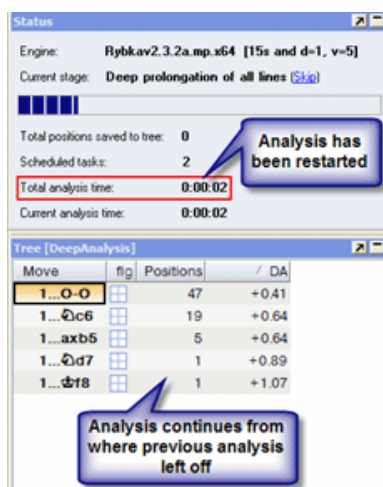 Status
Engine: Rybkav2.3.2a.mp.x64 [15s and d=1, v=5]
Current stage: Deep prolongation of all lines (Skip)
Total positions saved to tree: 0
Scheduled tasks: 2
Total analysis time: 0:00:02
Current analysis time: 0:00:02
Analysis has
been restarted
Tree [DeepAnalysis]
Move flg Positions / DA
1...O-O 47 +0.41
1...♘c6 19 +0.64
1...axb5 5 +0.64
1...♘d7 1 +0.89
1...♔f8 1 +1.07
Analysis continues from
where previous analysis
left off